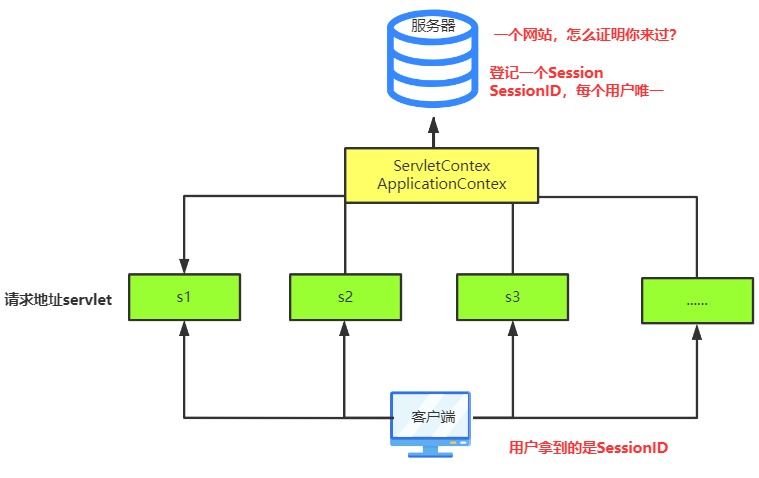 服务器
一个网站，怎么证明你来过？
登记一个Session
SessionID，每个用户唯一
ServletContex
ApplicationContex
请求地址servlet
s1
s2
s3
......
客户端
用户拿到的是SessionID